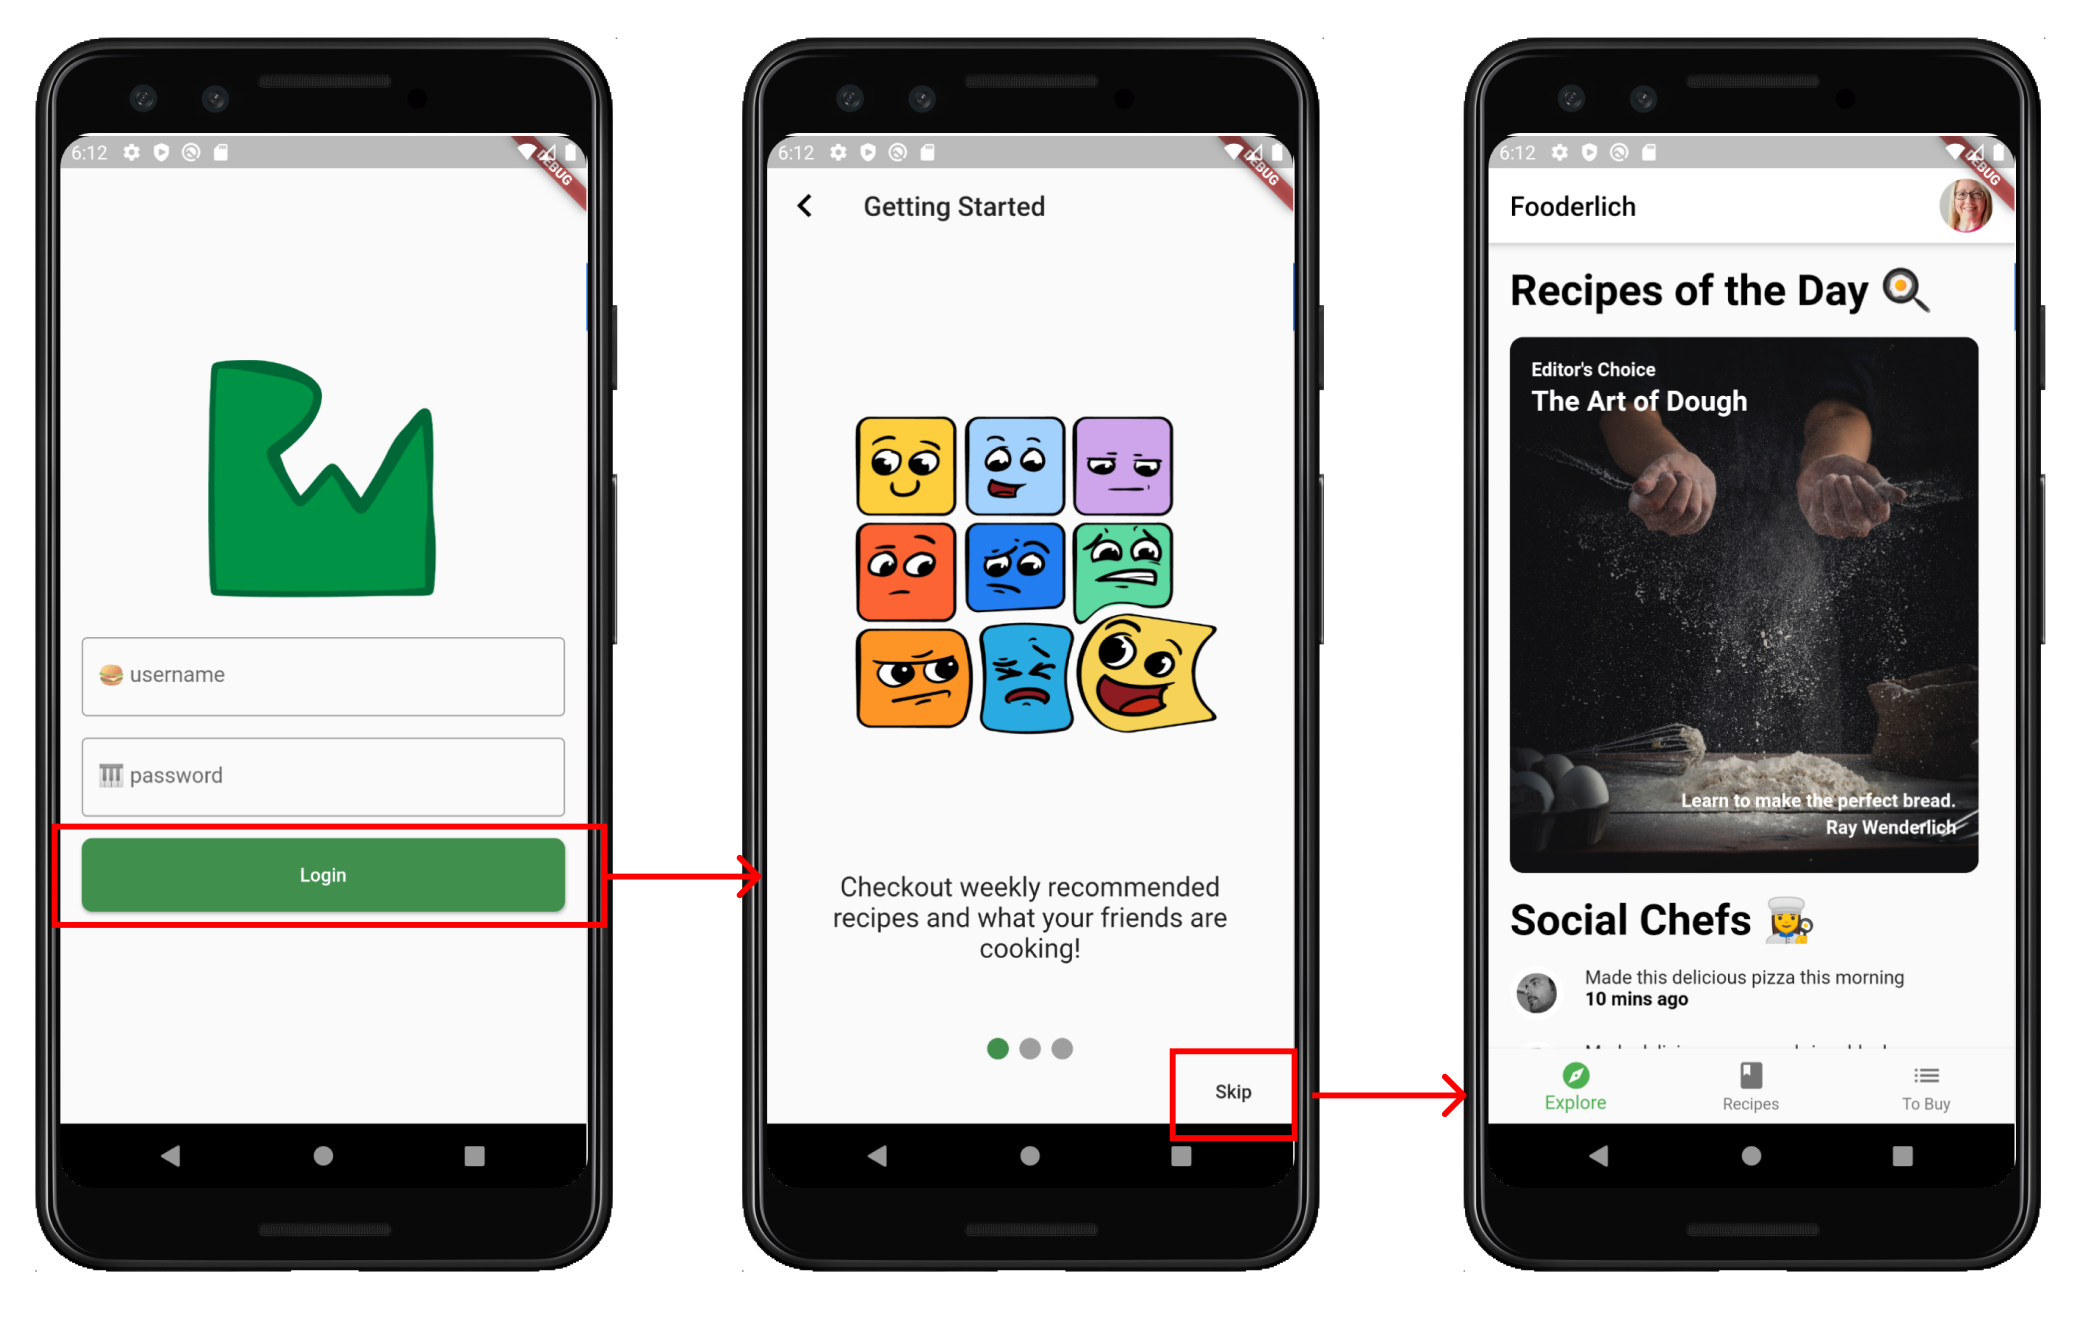 6:12
DEBUG
username
password
Login
6:12
DEBUG
Getting Started
Checkout weekly recommended
recipes and what your friends are
cooking!
Skip
6:12
DEBUG
Fooderlich
Recipes of the Day 🍳
Editor's Choice
The Art of Dough
Learn to make the perfect bread.
Ray Wenderlich
Social Chefs 👩‍🍳
Made this delicious pizza this morning
10 mins ago
Explore
Recipes
To Buy